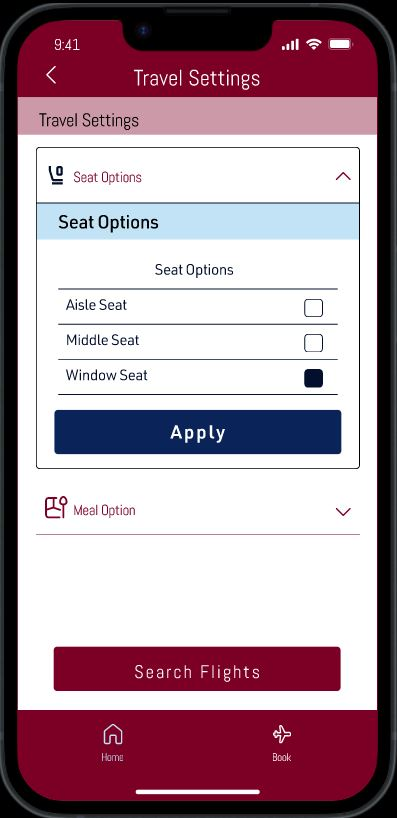 9:41
Travel Settings
Travel Settings
Seat Options
Seat Options
Seat Options
Aisle Seat
Middle Seat
Window Seat
Apply
Meal Option
Search Flights
Home
Book